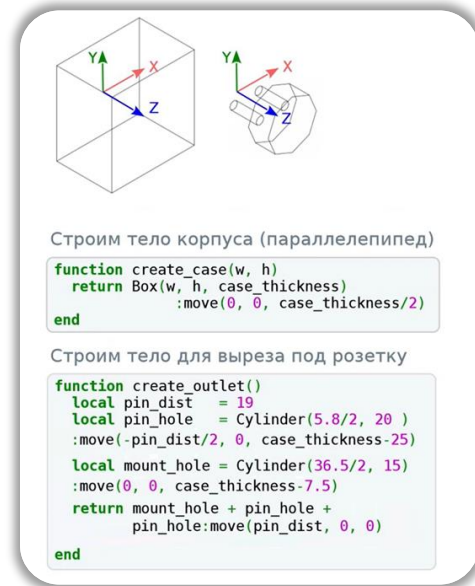 Y X Z
Y X Z
Строим тело корпуса (параллелепипед)
function create_case(w, h)
return Box(w, h, case_thickness)
:move(0, 0, case_thickness/2)
end
Строим тело для выреза под розетку
function create_outlet()
local pin_dist = 19
local pin_hole = Cylinder(5.8/2, 20 )
:move(-pin_dist/2, 0, case_thickness-25)
local mount_hole = Cylinder(36.5/2, 15)
:move(0, 0, case_thickness-7.5)
return mount_hole + pin_hole +
pin_hole:move(pin_dist, 0, 0)
end